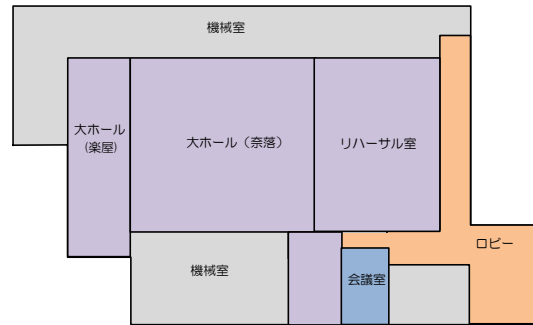 機械室
大ホール
(楽屋)
大ホール（奈落）
リハーサル室
ロビー
機械室
会議室